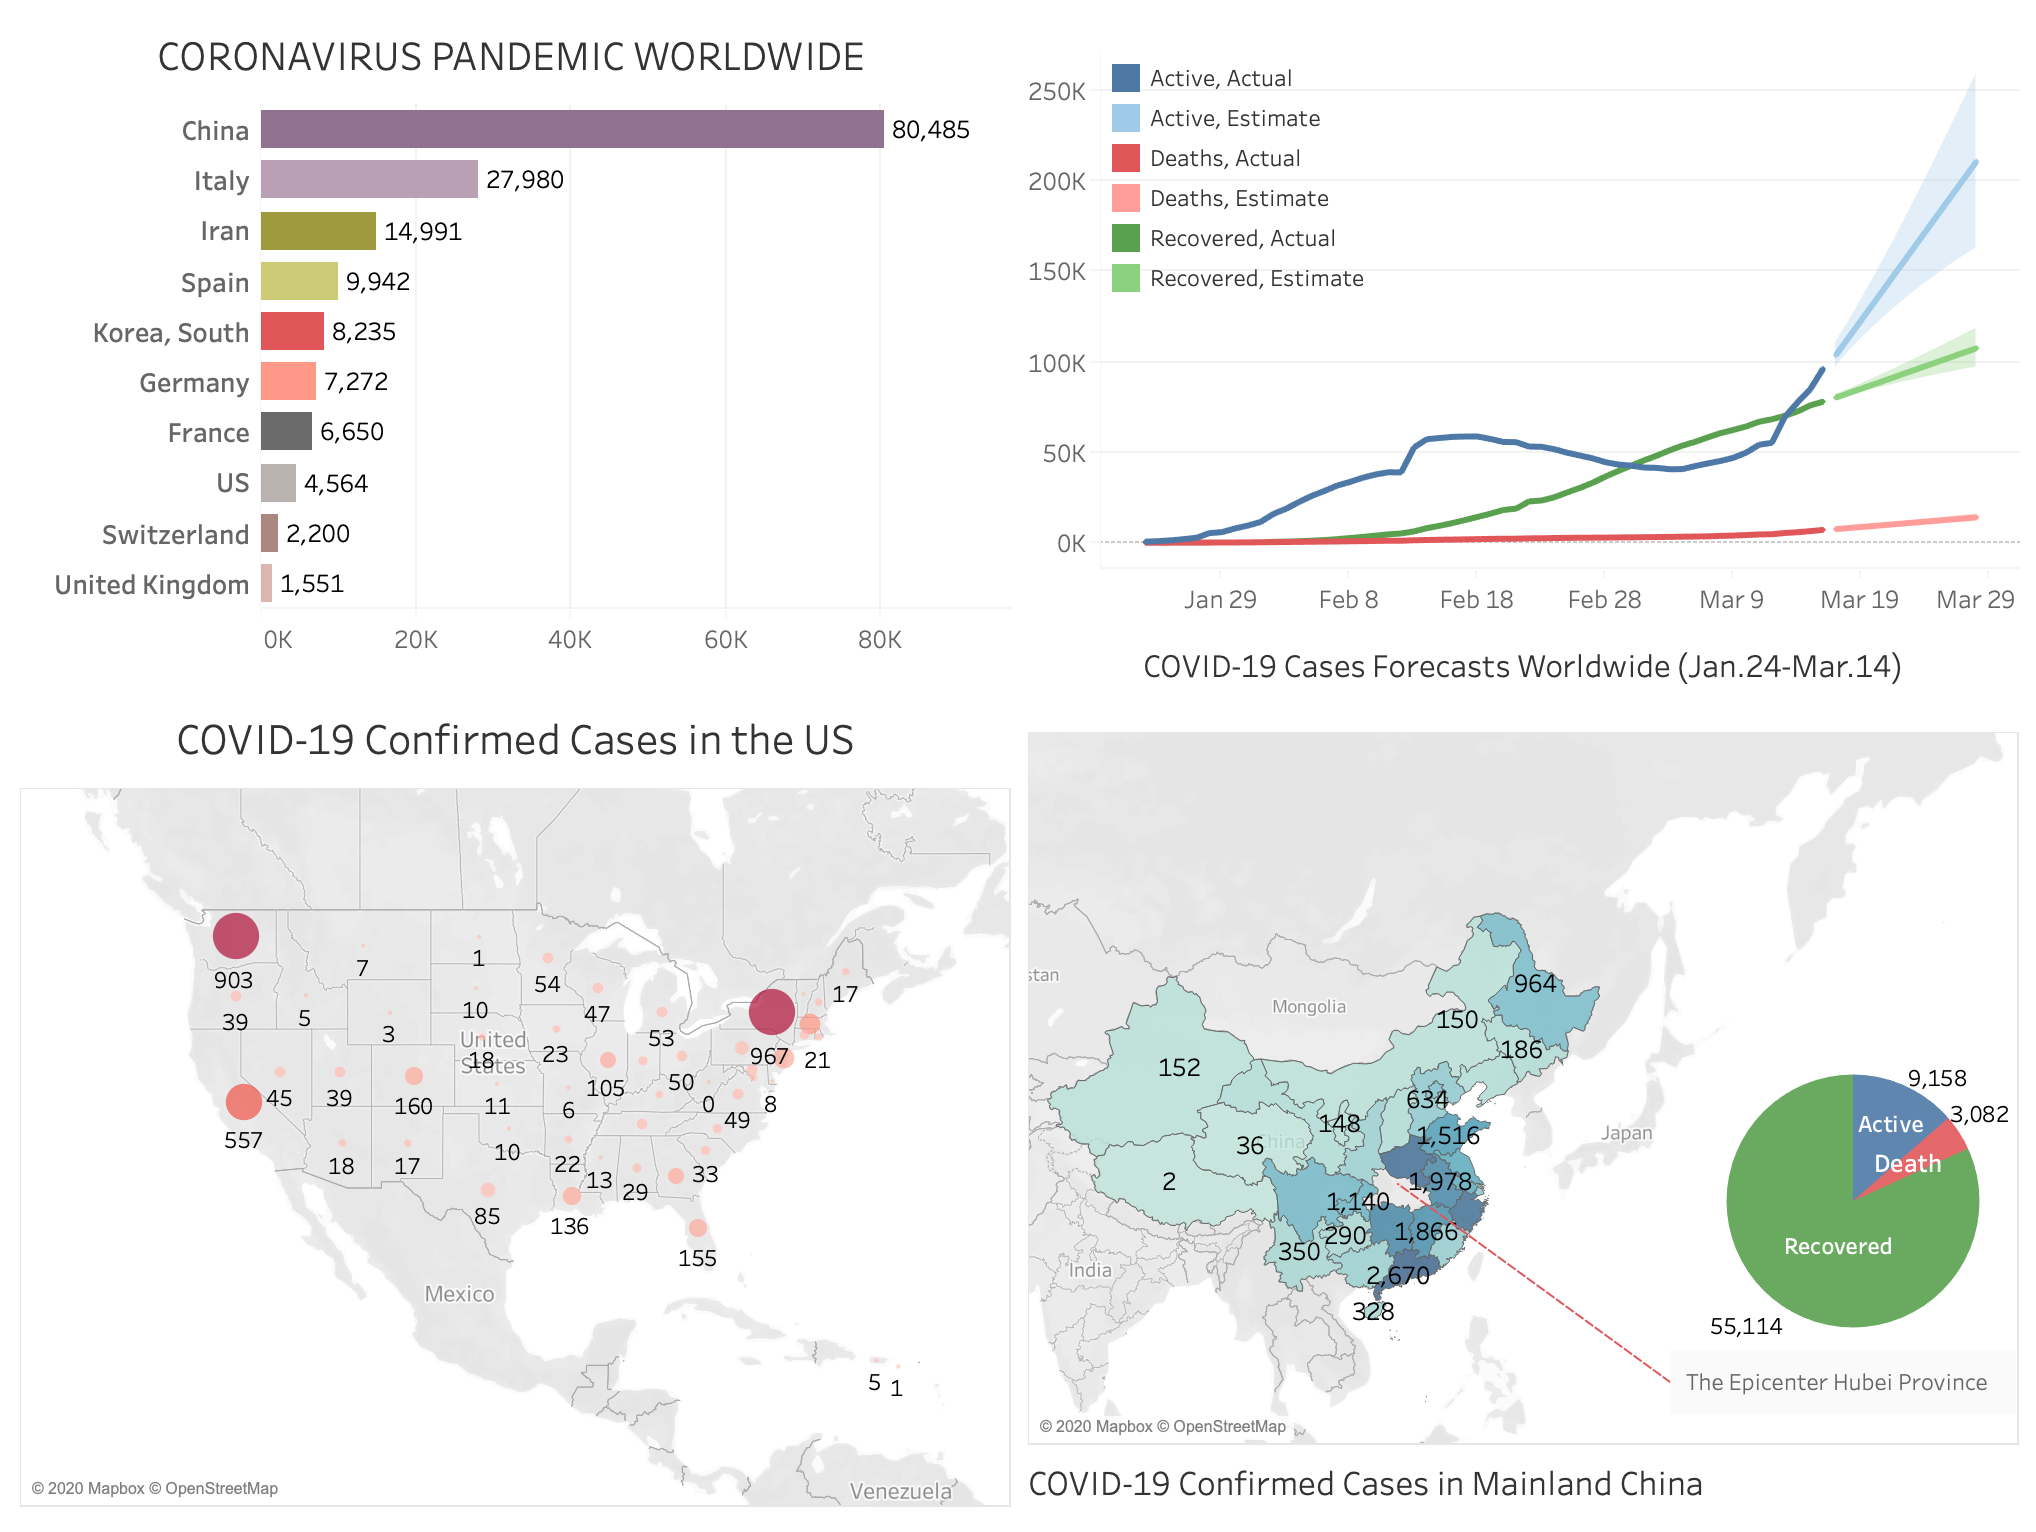 CORONAVIRUS PANDEMIC WORLDWIDE
China 80,485
Italy 27,980
Iran 14,991
Spain 9,942
Korea, South 8,235
Germany 7,272
France 6,650
US 4,564
Switzerland 2,200
United Kingdom 1,551
0K 20K 40K 60K 80K
Active, Actual
Active, Estimate
Deaths, Actual
Deaths, Estimate
Recovered, Actual
Recovered, Estimate
250K
200K
150K
100K
50K
0K
Jan 29 Feb 8 Feb 18 Feb 28 Mar 9 Mar 19 Mar 29
COVID-19 Cases Forecasts Worldwide (Jan.24-Mar.14)
COVID-19 Confirmed Cases in the US
903
7
1
54
17
39
5
10
47
3
53
United
States
18
23
967
21
45
39
160
11
6
105
50
0
8
49
557
18
17
10
22
13
29
33
85
136
155
Mexico
5 1
Venezuela
© 2020 Mapbox © OpenStreetMap
stan
Mongolia
964
150
186
152
634
148
1,516
36
China
Japan
2
1,978
1,140
1,866
290
350
India
2,670
328
9,158
3,082
Active
Death
Recovered
55,114
The Epicenter Hubei Province
© 2020 Mapbox © OpenStreetMap
COVID-19 Confirmed Cases in Mainland China